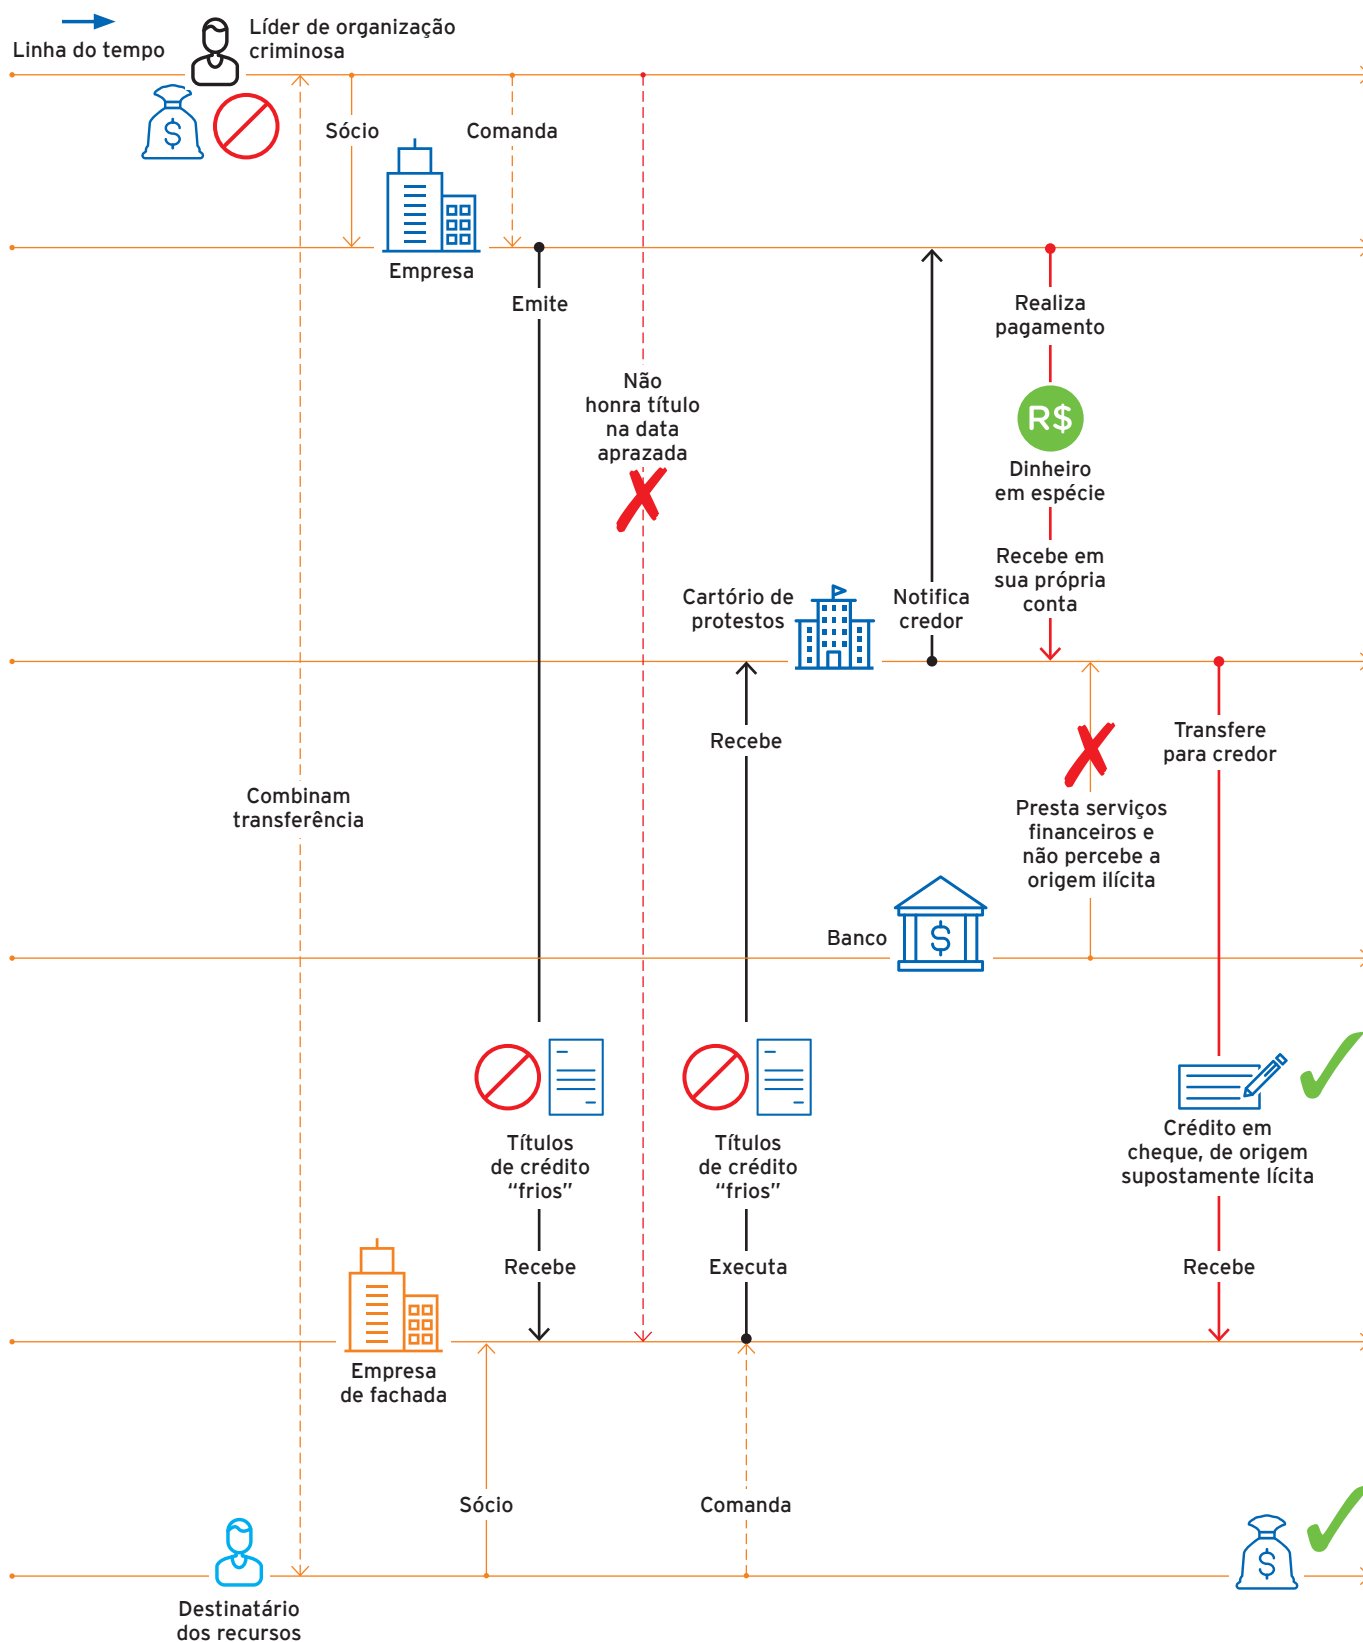 Linha do tempo
Líder de organização
criminosa
$
Sócio
Comanda
Empresa
Emite
Realiza
pagamento
Não
honra título
na data
aprazada
R$
Dinheiro
em espécie
Recebe em
sua própria
conta
Cartório de
protestos
Notifica
credor
Recebe
Transfere
para credor
Combinam
transferência
Presta serviços
financeiros e
não percebe a
origem ilícita
Banco
$
Títulos
de crédito
“frios”
Títulos
de crédito
“frios”
Crédito em
cheque, de origem
supostamente lícita
Recebe
Executa
Recebe
Empresa
de fachada
Sócio
Comanda
$
Destinatário
dos recursos